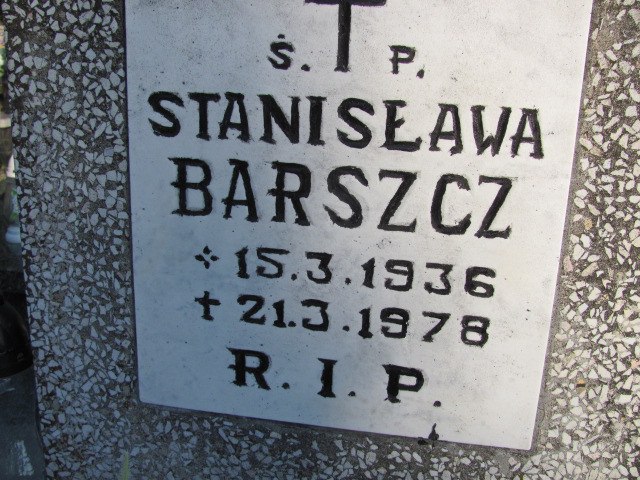 Ś. P.
STANISŁAWA
BARSZCZ
15.3.1936
21.3.1978
R. I. P.